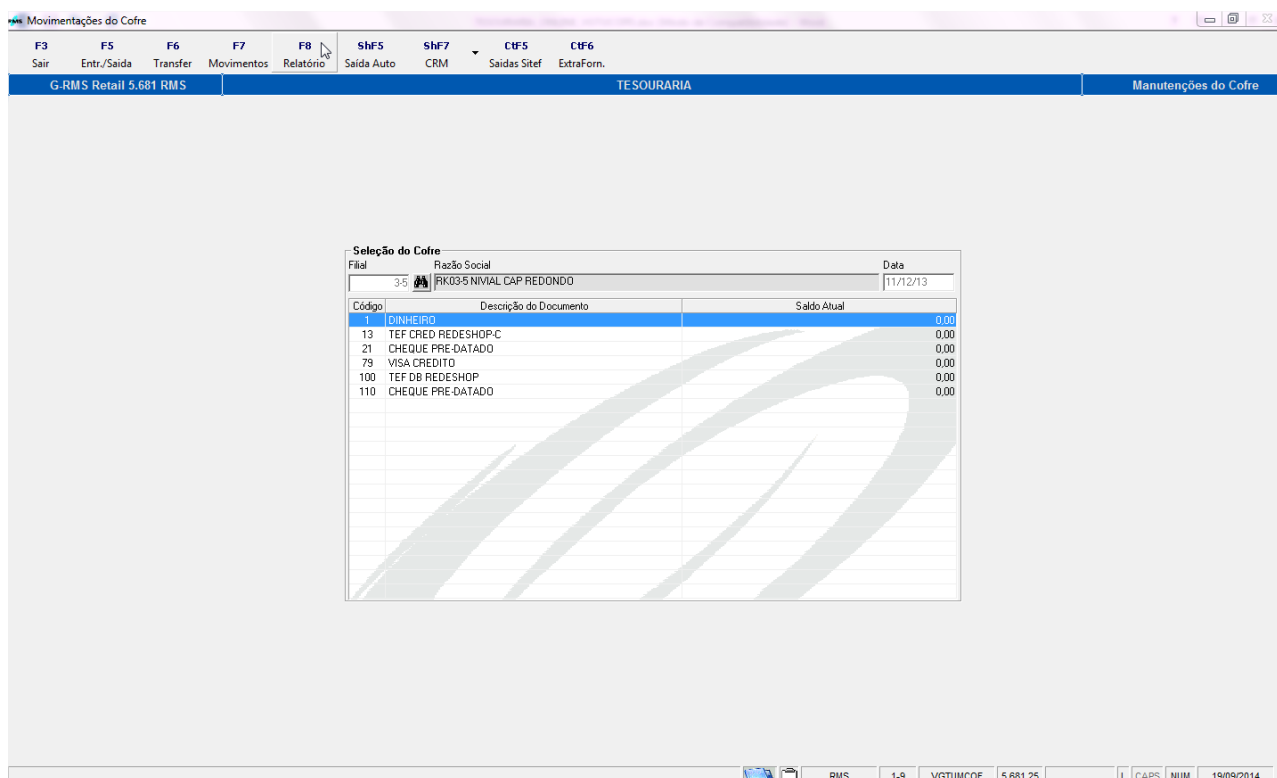 RMS Movimentações do Cofre
F3 F5 F6 F7 F8 ShF5 ShF7 CtF5 CtF6
Sair Entr./Saida Transfer Movimentos Relatório Saída Auto CRM Saidas Sitef ExtraForn.
G-RMS Retail 5.681 RMS TESOURARIA Manutenções do Cofre
Seleção do Cofre
Filial Razão Social Data
3-5 RK03-5 NIVIAL CAP REDONDO 11/12/13
Código Descrição do Documento Saldo Atual
1 DINHEIRO 0,00
13 TEF CRED REDESHOP-C 0,00
21 CHEQUE PRE-DATADO 0,00
79 VISA CREDITO 0,00
100 TEF DB REDESHOP 0,00
110 CHEQUE PRE-DATADO 0,00
RMS 1-9 VGTUMCOF 5.681.25 I CAPS NUM 19/09/2014